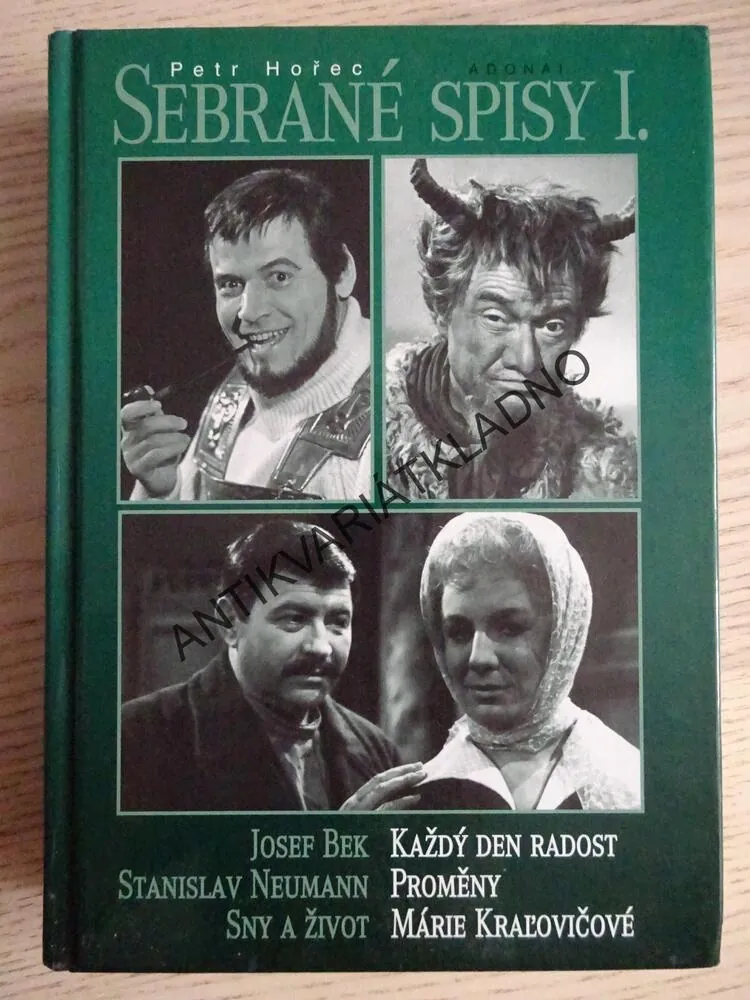 Petr Hořec ADONAI
SEBRANÉ SPISY I.
ANTIKVARIÁTKLADNO
JOSEF BEK KAŽDÝ DEN RADOST
STANISLAV NEUMANN PROMĚNY
SNY A ŽIVOT MÁRIE KRAĽOVIČOVÉ